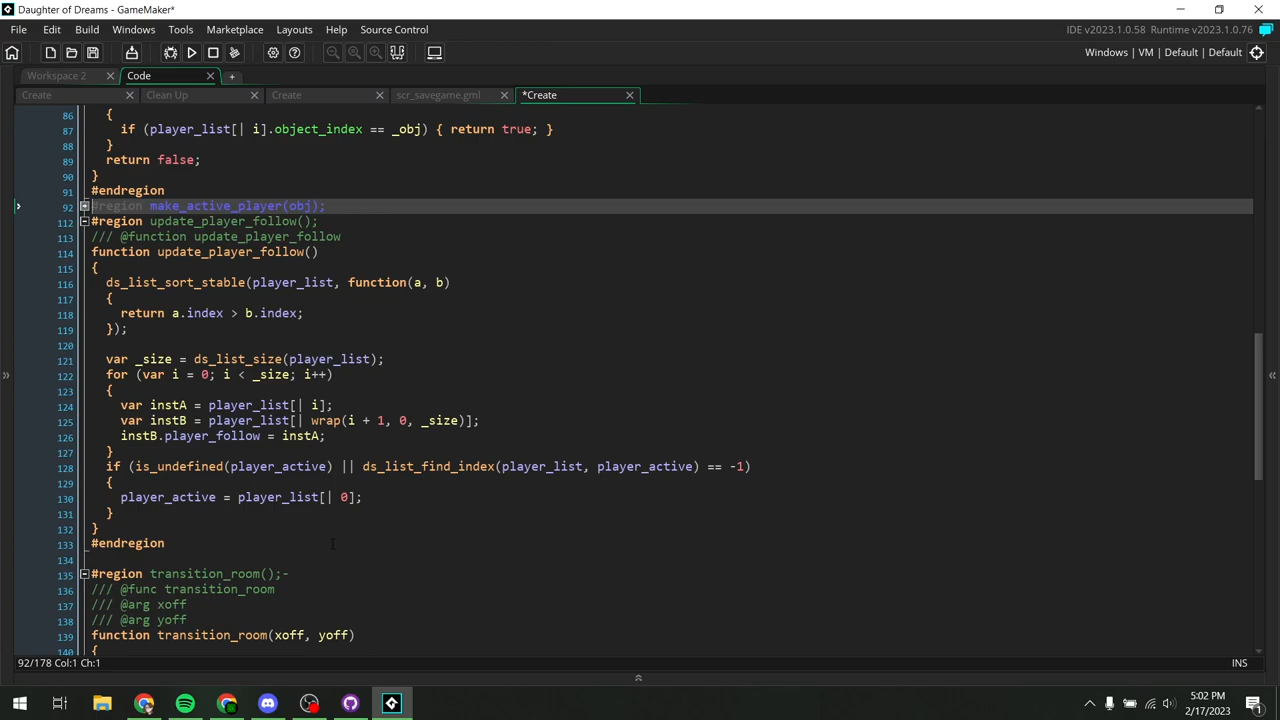 Daughter of Dreams - GameMaker*
File Edit Build Windows Tools Marketplace Help Layouts Source Control
IDE v2023.1.0.58 Runtime v2023.1.0.76
Windows | VM | Default | Default
Workspace 2 Code
Create Clean Up Create scr_savegame.gml *Create
86 {
87 if (player_list[| i].object_index == _obj) { return true; }
88 }
89 return false;
90 }
91 #endregion
92 #region make_active_player(obj);
112 #region update_player_follow();
113 /// @function update_player_follow
114 function update_player_follow()
115 {
116 ds_list_sort_stable(player_list, function(a, b)
117 {
118 return a.index > b.index;
119 });
120
121 var _size = ds_list_size(player_list);
122 for (var i = 0; i < _size; i++)
123 {
124 var instA = player_list[| i];
125 var instB = player_list[| wrap(i + 1, 0, _size)];
126 instB.player_follow = instA;
127 }
128 if (is_undefined(player_active) || ds_list_find_index(player_list, player_active) == -1)
129 {
130 player_active = player_list[| 0];
131 }
132 }
133 #endregion
134
135 #region transition_room();-
136 /// @func transition_room
137 /// @arg xoff
138 /// @arg yoff
139 function transition_room(xoff, yoff)
140 {
92/178 Col:1 Ch:1
INS
5:02 PM
2/17/2023
1